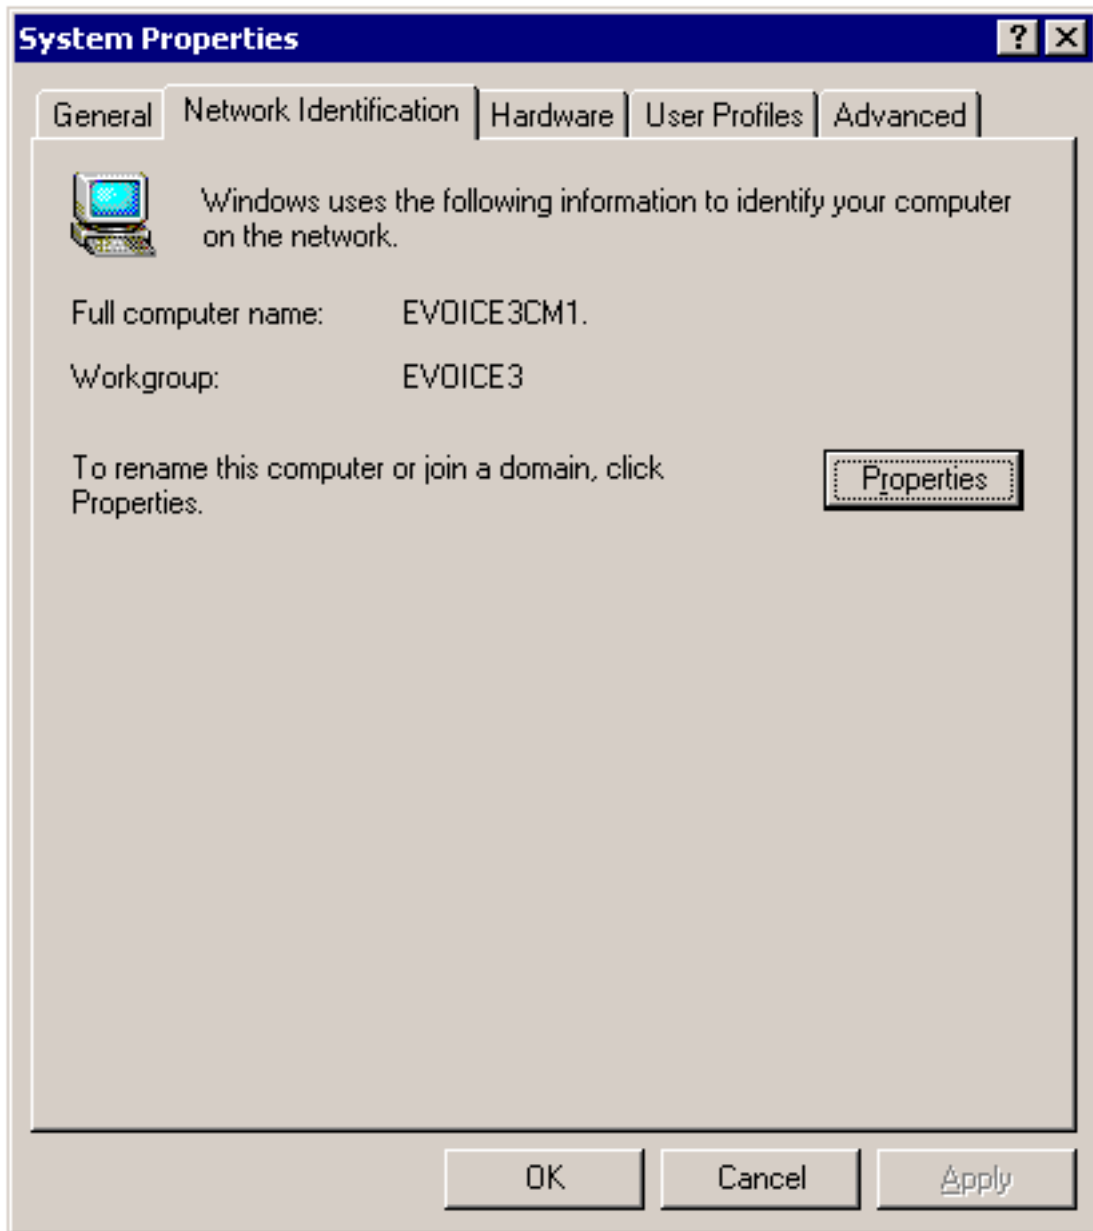 System Properties
General Network Identification Hardware User Profiles Advanced
Windows uses the following information to identify your computer
on the network.
Full computer name: EVOICE3CM1.
Workgroup: EVOICE3
To rename this computer or join a domain, click
Properties.
Properties
OK Cancel Apply